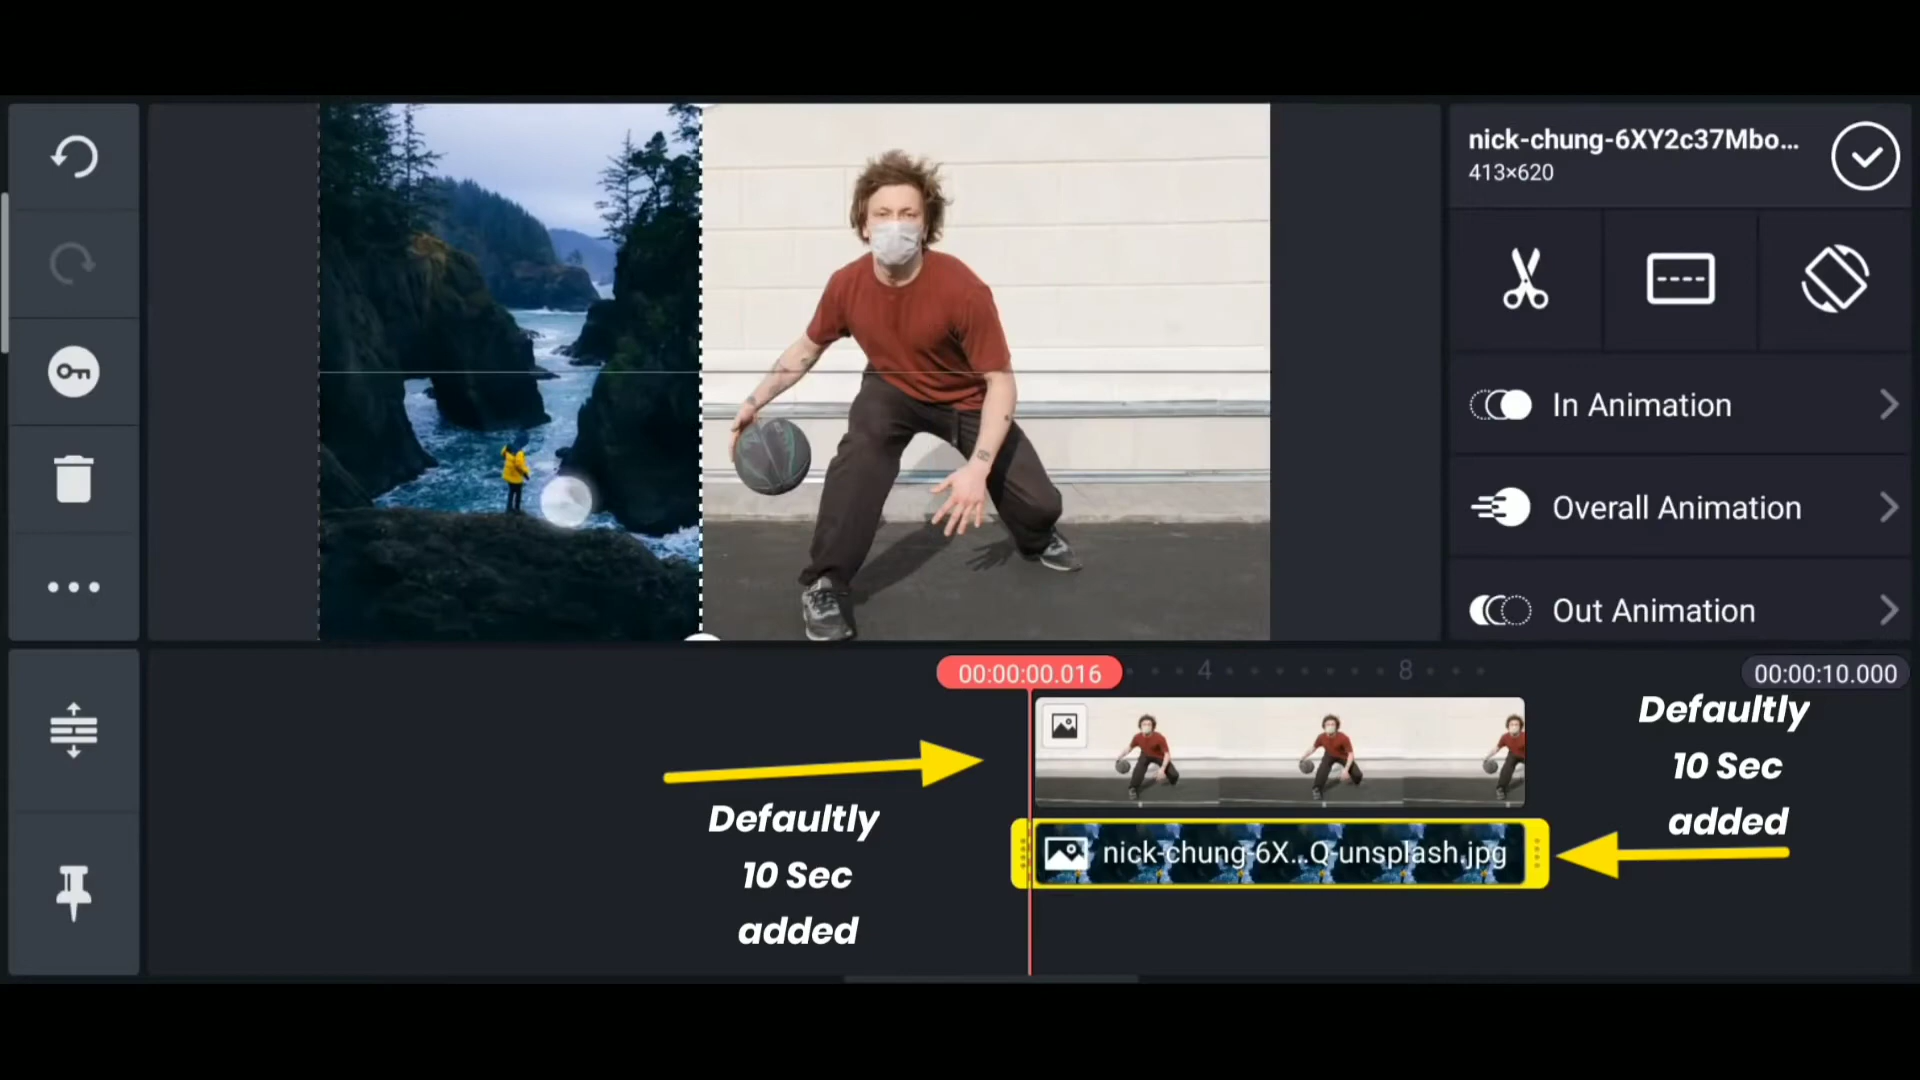 nick-chung-6XY2c37Mbo...
413×620
In Animation
Overall Animation
Out Animation
00:00:00.016
4
8
00:00:10.000
Defaultly
10 Sec
added
Defaultly
10 Sec
added
nick-chung-6X...Q-unsplash.jpg